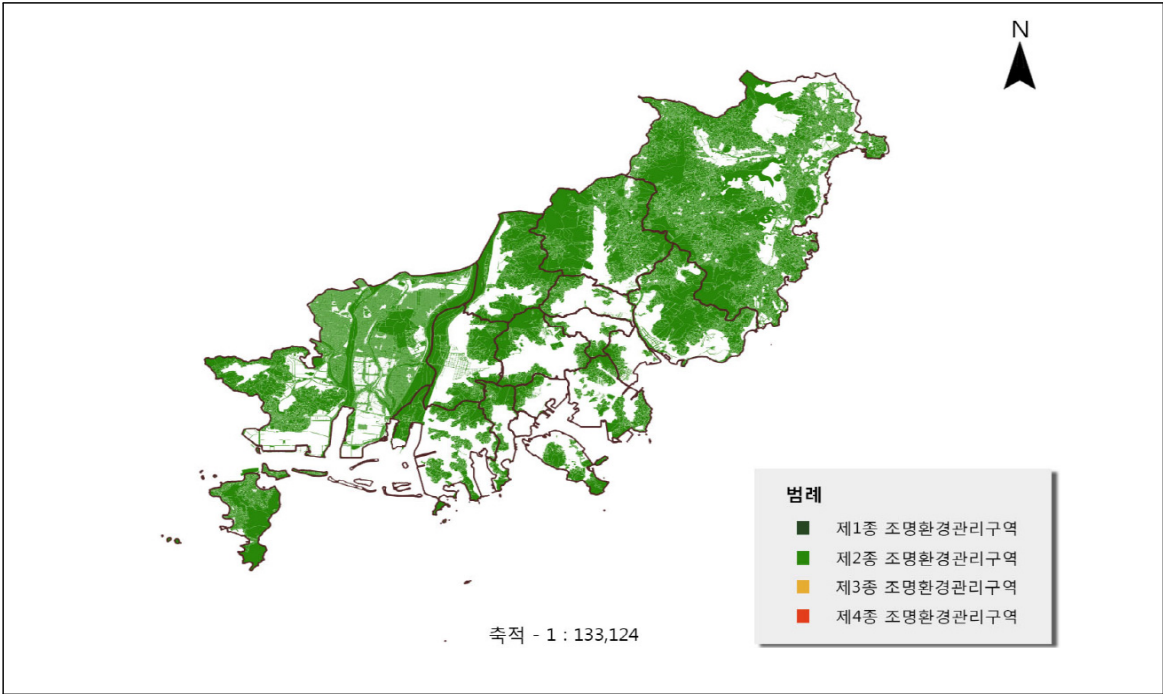 N
범례
제1종 조명환경관리구역
제2종 조명환경관리구역
제3종 조명환경관리구역
제4종 조명환경관리구역
축적 - 1 : 133,124